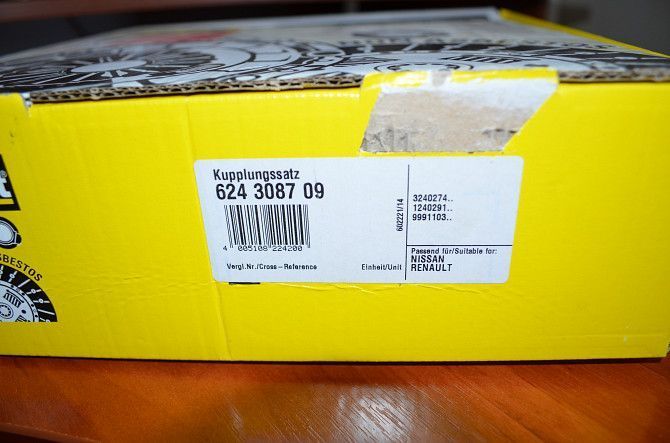 Kupplungssatz
624 3087 09
4 005108 224200
Vergl.Nr./Cross-Reference
Einheit/Unit
602221/14
3240274..
1240291..
9991103..
Passend für/Suitable for:
NISSAN
RENAULT